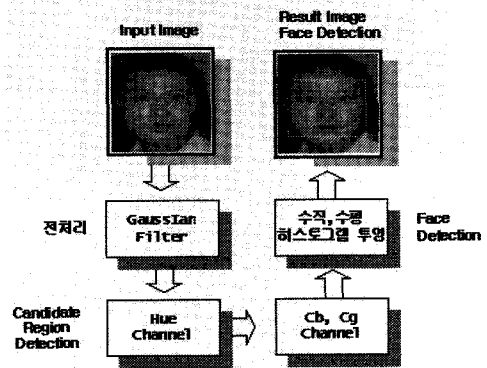 Input Image
Result Image
Face Detection
전처리
Gaussian
Filter
수직,수평
히스토그램 투영
Face
Detection
Candidate
Region
Detection
Hue
Channel
Cb, Cg
Channel